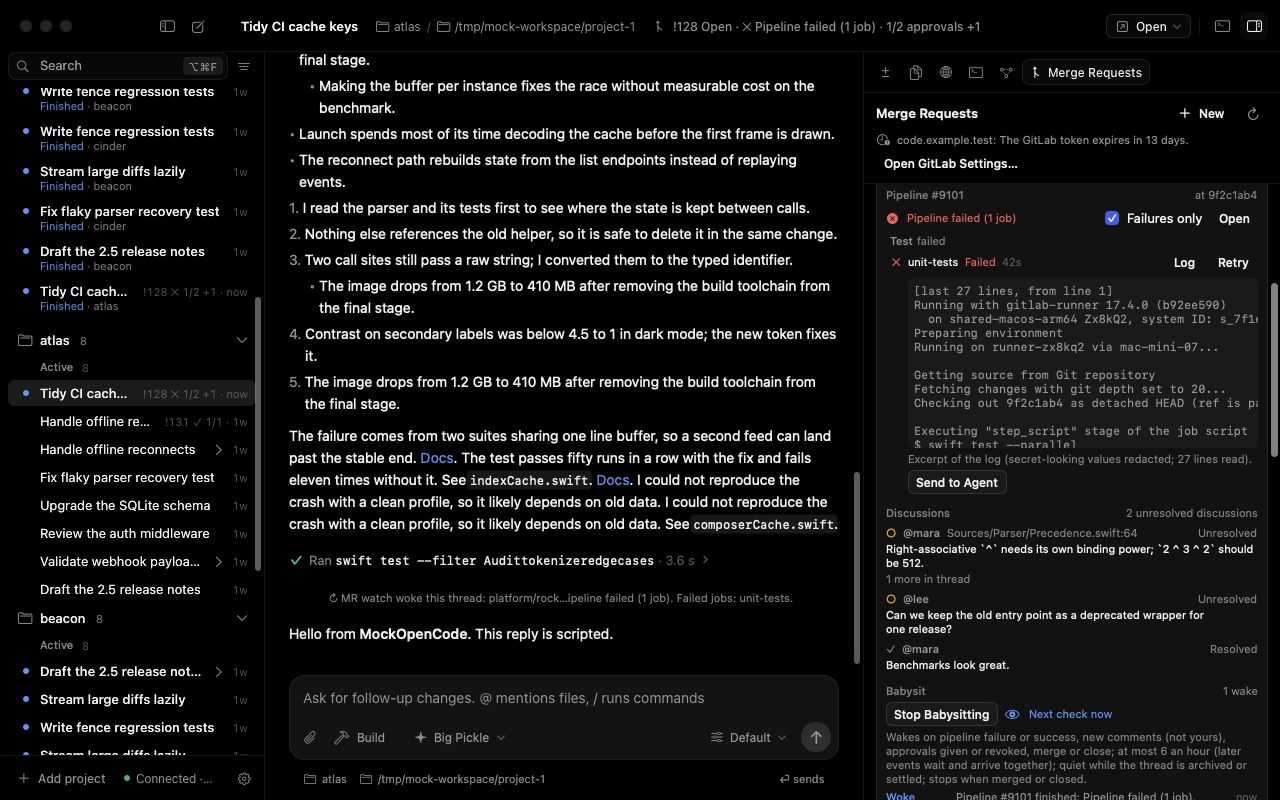 Tidy CI cache keys
atlas / /tmp/mock-workspace/project-1
!128 Open · × Pipeline failed (1 job) · 1/2 approvals +1
Open
Search ⌥⌘F
Write fence regression tests 1w
Finished · beacon
Write fence regression tests 1w
Finished · cinder
Stream large diffs lazily 1w
Finished · beacon
Fix flaky parser recovery test 1w
Finished · cinder
Draft the 2.5 release notes 1w
Finished · beacon
Tidy CI cach... !128 × 1/2 +1 · now
Finished · atlas
atlas 8
Active 8
Tidy CI cach... !128 × 1/2 +1 · now
Handle offline re... !131 ✓ 1/1 · 1w
Handle offline reconnects 1w
Fix flaky parser recovery test 1w
Upgrade the SQLite schema 1w
Review the auth middleware 1w
Validate webhook payloa... 1w
Draft the 2.5 release notes 1w
beacon 8
Active 8
Draft the 2.5 release not... 1w
Stream large diffs lazily 1w
Write fence regression tests 1w
Stream large diffs lazily 1w
+ Add project
Connected ·...
final stage.
• Making the buffer per instance fixes the race without measurable cost on the
benchmark.
• Launch spends most of its time decoding the cache before the first frame is drawn.
• The reconnect path rebuilds state from the list endpoints instead of replaying
events.
1. I read the parser and its tests first to see where the state is kept between calls.
2. Nothing else references the old helper, so it is safe to delete it in the same change.
3. Two call sites still pass a raw string; I converted them to the typed identifier.
• The image drops from 1.2 GB to 410 MB after removing the build toolchain from
the final stage.
4. Contrast on secondary labels was below 4.5 to 1 in dark mode; the new token fixes
it.
5. The image drops from 1.2 GB to 410 MB after removing the build toolchain from
the final stage.
The failure comes from two suites sharing one line buffer, so a second feed can land
past the stable end. Docs. The test passes fifty runs in a row with the fix and fails
eleven times without it. See indexCache.swift. Docs. I could not reproduce the
crash with a clean profile, so it likely depends on old data. I could not reproduce the
crash with a clean profile, so it likely depends on old data. See composerCache.swift.
✓ Ran swift test --filter Audittokenizeredgecases · 3.6 s
MR watch woke this thread: platform/rock...ipeline failed (1 job). Failed jobs: unit-tests.
Hello from MockOpenCode. This reply is scripted.
Ask for follow-up changes. @ mentions files, / runs commands
Build
Big Pickle
Default
atlas
/tmp/mock-workspace/project-1
⏎ sends
Merge Requests
Merge Requests
+ New
code.example.test: The GitLab token expires in 13 days.
Open GitLab Settings...
Pipeline #9101 at 9f2c1ab4
Pipeline failed (1 job) Failures only Open
Test failed
× unit-tests Failed 42s Log Retry
[last 27 lines, from line 1]
Running with gitlab-runner 17.4.0 (b92ee590)
on shared-macos-arm64 Zx8kQ2, system ID: s_7f1e
Preparing environment
Running on runner-zx8kq2 via mac-mini-07...
Getting source from Git repository
Fetching changes with git depth set to 20...
Checking out 9f2c1ab4 as detached HEAD (ref is pa
Executing "step_script" stage of the job script
$ swift test --parallel
Excerpt of the log (secret-looking values redacted; 27 lines read).
Send to Agent
Discussions 2 unresolved discussions
@mara Sources/Parser/Precedence.swift:64 Unresolved
Right-associative `^` needs its own binding power; `2 ^ 3 ^ 2` should
be 512.
1 more in thread
@lee Unresolved
Can we keep the old entry point as a deprecated wrapper for
one release?
✓ @mara Resolved
Benchmarks look great.
Babysit 1 wake
Stop Babysitting Next check now
Wakes on pipeline failure or success, new comments (not yours),
approvals given or revoked, merge or close; at most 6 an hour (later
events wait and arrive together); quiet while the thread is archived or
settled; stops when merged or closed.
Woke Pipeline #9101 finished: Pipeline failed (1 job). now